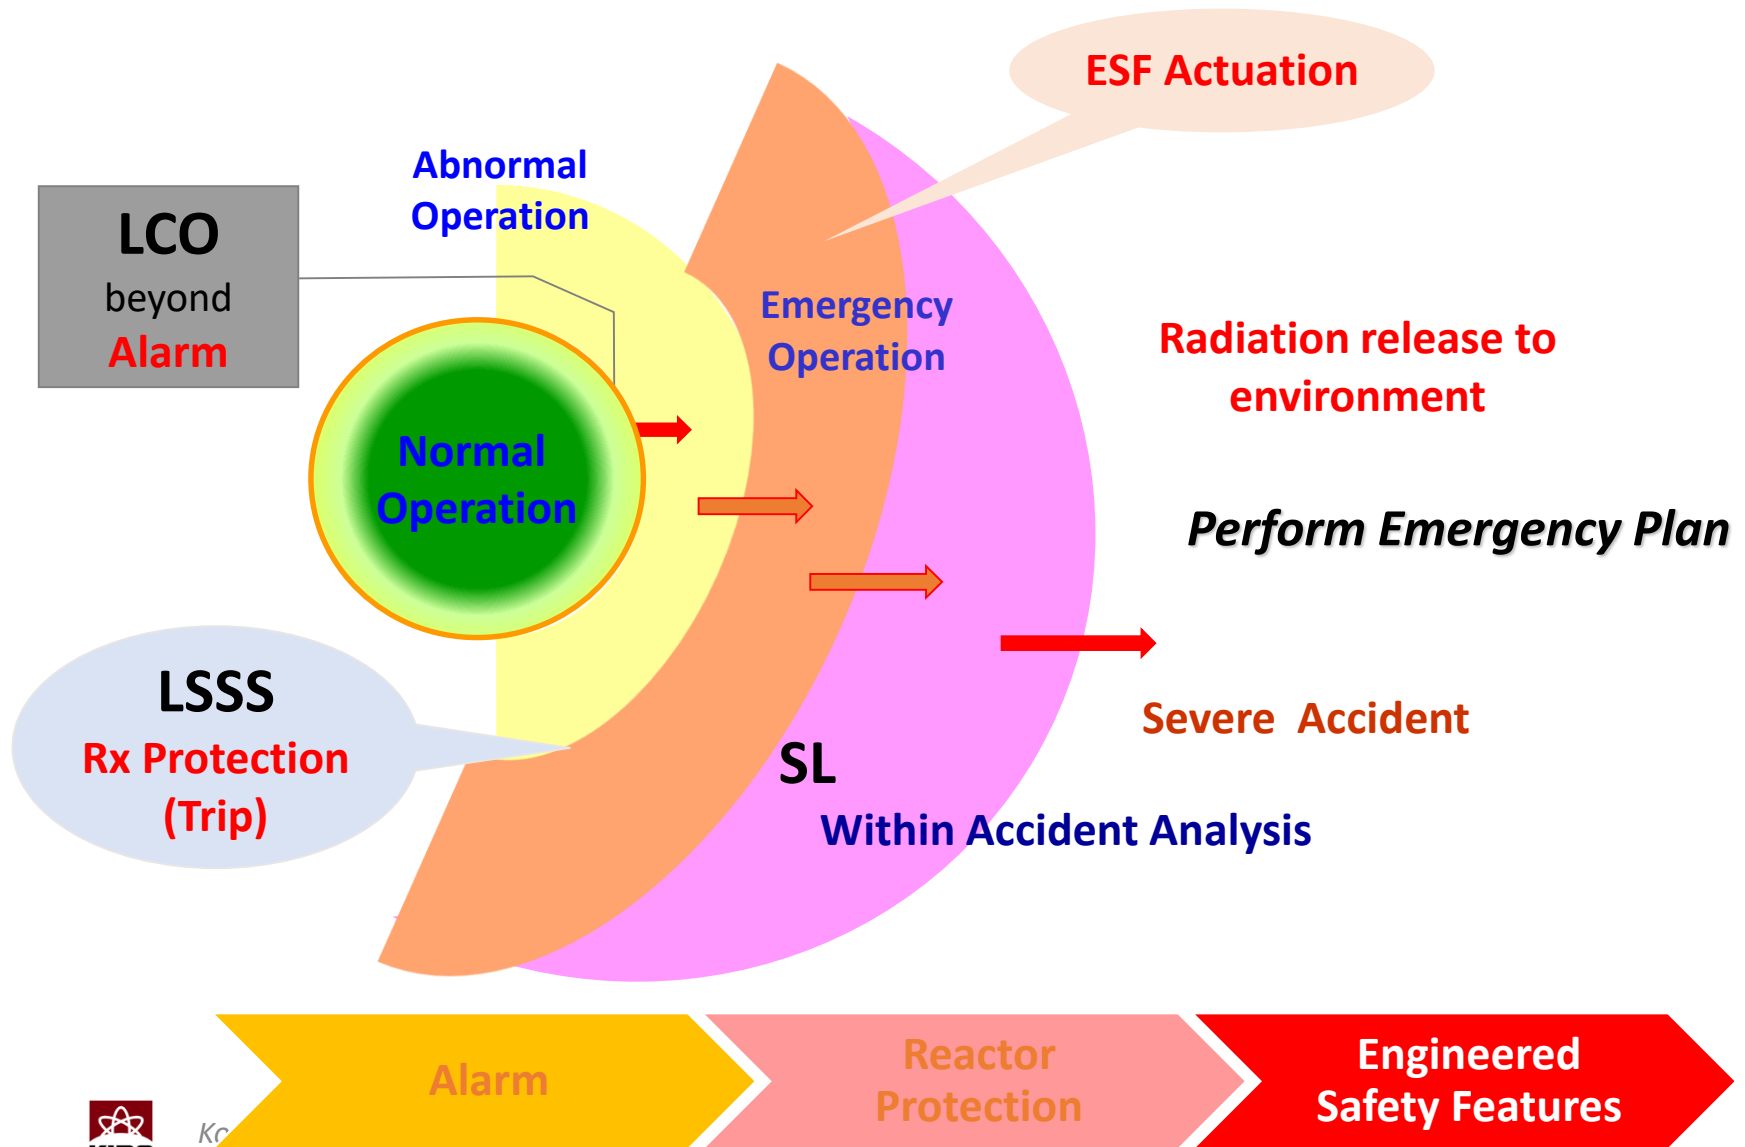 ESF Actuation
Abnormal
Operation
LCO
beyond
Alarm
Emergency
Operation
Radiation release to
environment
Normal
Operation
Perform Emergency Plan
LSSS
Rx Protection
(Trip)
Severe Accident
SL
Within Accident Analysis
Alarm
Reactor
Protection
Engineered
Safety Features